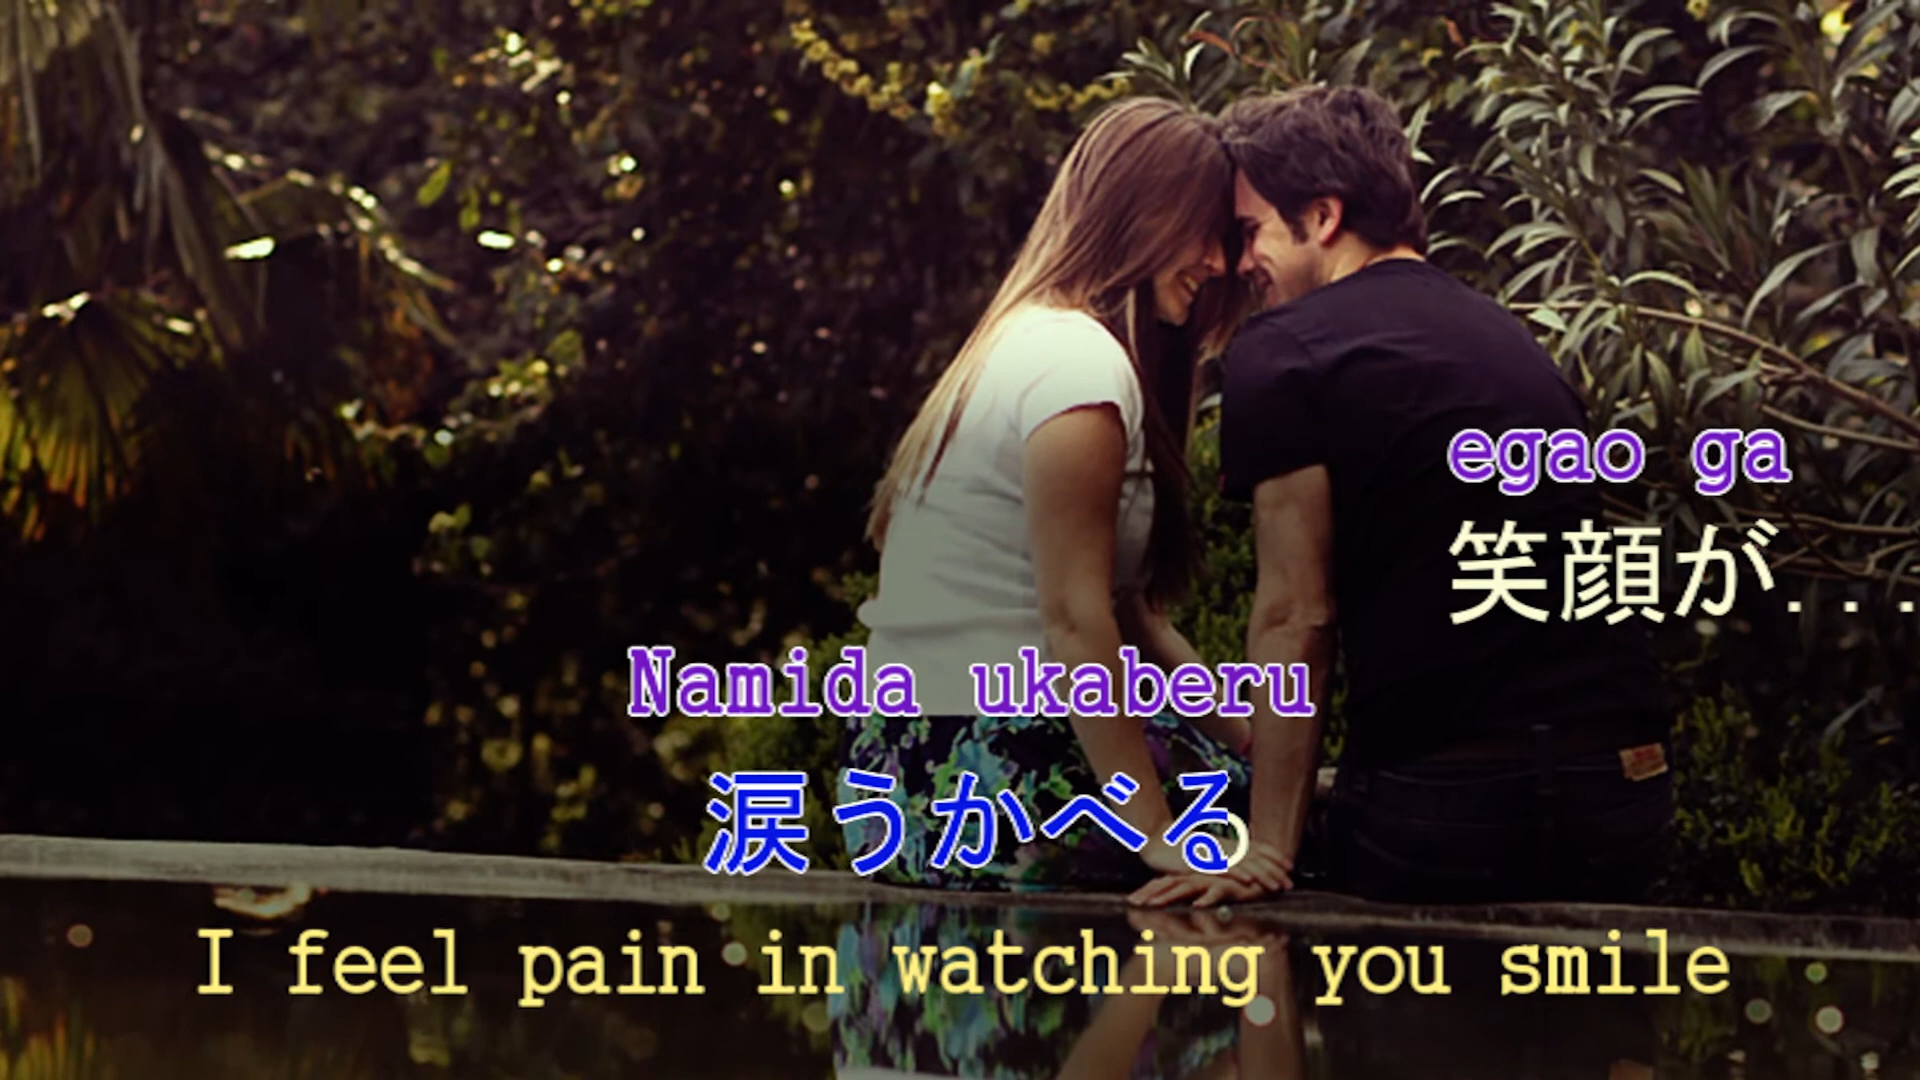 egao ga
笑顔が...
Namida ukaberu
涙うかべる
I feel pain in watching you smile